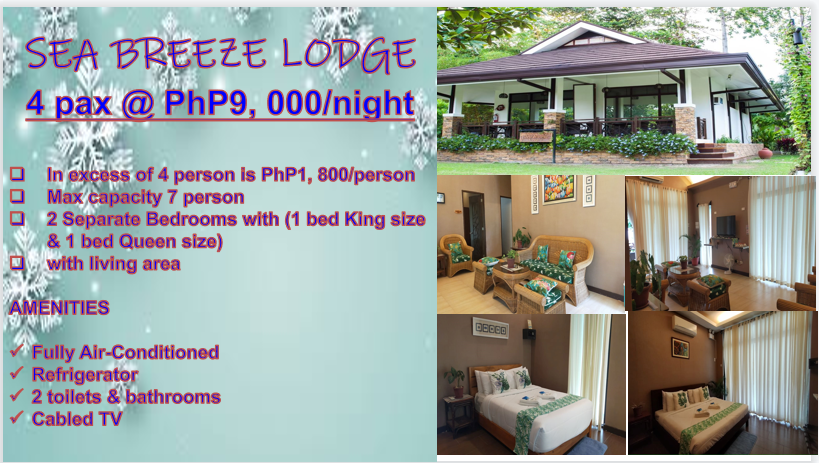 SEA BREEZE LODGE
4 pax @ PhP9, 000/night
In excess of 4 person is PhP1, 800/person
Max capacity 7 person
2 Separate Bedrooms with (1 bed King size
& 1 bed Queen size)
with living area
AMENITIES
Fully Air-Conditioned
Refrigerator
2 toilets & bathrooms
Cabled TV